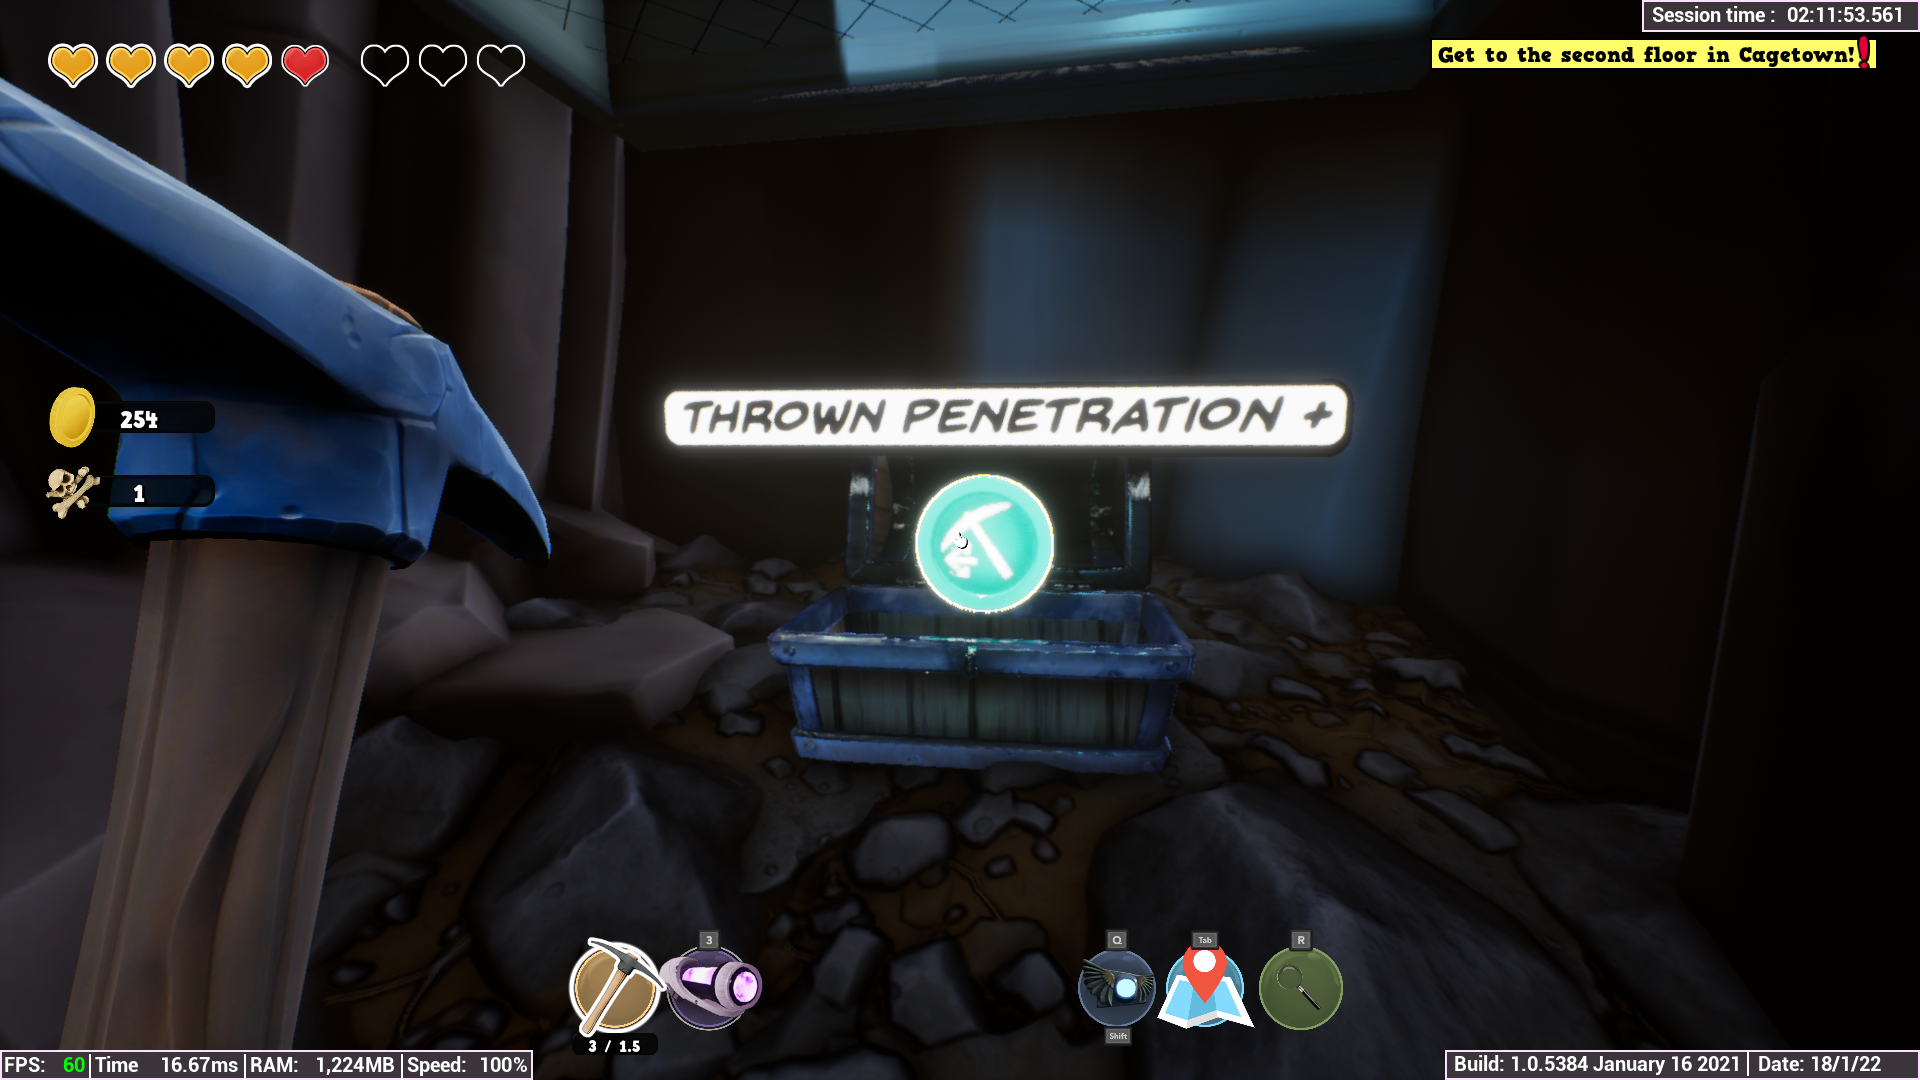 Session time : 02:11:53.561
Get to the second floor in Cagetown!
THROWN PENETRATION +
254
1
3
Q
Tab
R
Shift
3 / 1.5
FPS: 60 Time 16.67ms RAM: 1,224MB Speed: 100%
Build: 1.0.5384 January 16 2021 Date: 18/1/22